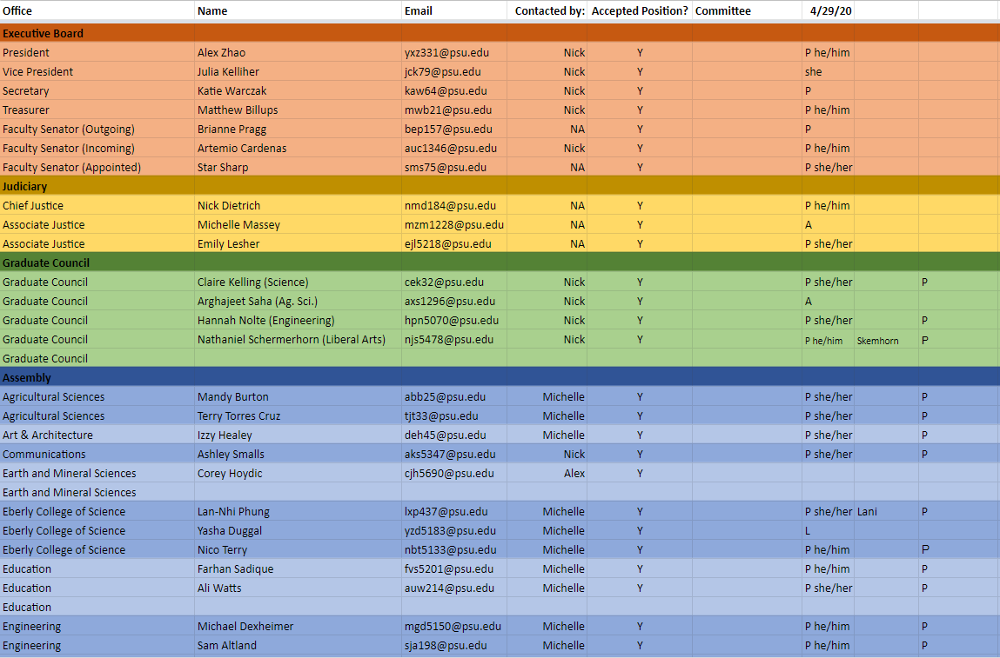 Office Name Email Contacted by: Accepted Position? Committee 4/29/20
Executive Board
President Alex Zhao yxz331@psu.edu Nick Y P he/him
Vice President Julia Kelliher jck79@psu.edu Nick Y she
Secretary Katie Warczak kaw64@psu.edu Nick Y P
Treasurer Matthew Billups mwb21@psu.edu Nick Y P he/him
Faculty Senator (Outgoing) Brianne Pragg bep157@psu.edu NA Y P
Faculty Senator (Incoming) Artemio Cardenas auc1346@psu.edu Nick Y P he/him
Faculty Senator (Appointed) Star Sharp sms75@psu.edu NA Y P she/her
Judiciary
Chief Justice Nick Dietrich nmd184@psu.edu NA Y P he/him
Associate Justice Michelle Massey mzm1228@psu.edu NA Y A
Associate Justice Emily Lesher ejl5218@psu.edu NA Y P she/her
Graduate Council
Graduate Council Claire Kelling (Science) cek32@psu.edu Nick Y P she/her P
Graduate Council Arghajeet Saha (Ag. Sci.) axs1296@psu.edu Nick Y A
Graduate Council Hannah Nolte (Engineering) hpn5070@psu.edu Nick Y P she/her P
Graduate Council Nathaniel Schermerhorn (Liberal Arts) njs5478@psu.edu Nick Y P he/him Skemhorn P
Graduate Council
Assembly
Agricultural Sciences Mandy Burton abb25@psu.edu Michelle Y P she/her P
Agricultural Sciences Terry Torres Cruz tjt33@psu.edu Michelle Y P she/her P
Art & Architecture Izzy Healey deh45@psu.edu Michelle Y P she/her P
Communications Ashley Smalls aks5347@psu.edu Nick Y P she/her P
Earth and Mineral Sciences Corey Hoydic cjh5690@psu.edu Alex Y
Earth and Mineral Sciences
Eberly College of Science Lan-Nhi Phung lxp437@psu.edu Michelle Y P she/her Lani P
Eberly College of Science Yasha Duggal yzd5183@psu.edu Michelle Y L
Eberly College of Science Nico Terry nbt5133@psu.edu Michelle Y P he/him P
Education Farhan Sadique fvs5201@psu.edu Michelle Y P he/him P
Education Ali Watts auw214@psu.edu Michelle Y P she/her P
Education
Engineering Michael Dexheimer mgd5150@psu.edu Michelle Y P he/him P
Engineering Sam Altland sja198@psu.edu Michelle Y P he/him P